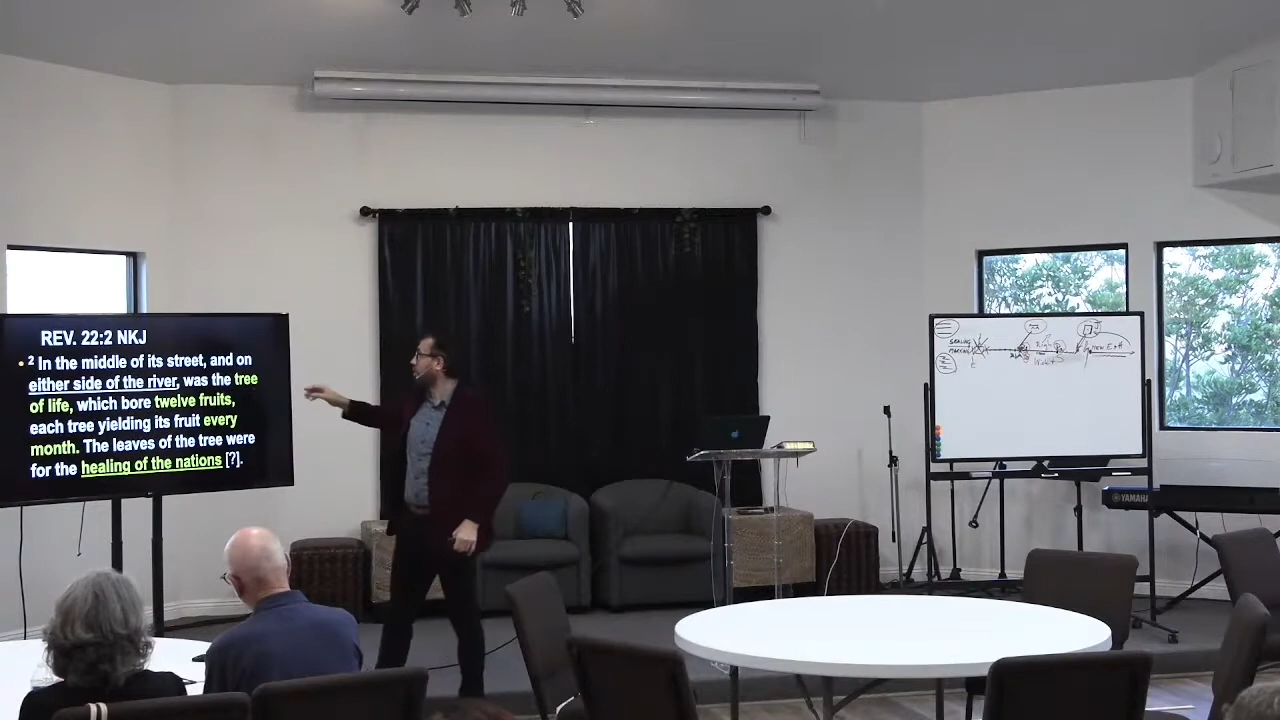 REV. 22:2 NKJ
• ² In the middle of its street, and on
either side of the river, was the tree
of life, which bore twelve fruits,
each tree yielding its fruit every
month. The leaves of the tree were
for the healing of the nations [?].
SEALING
YAMAHA